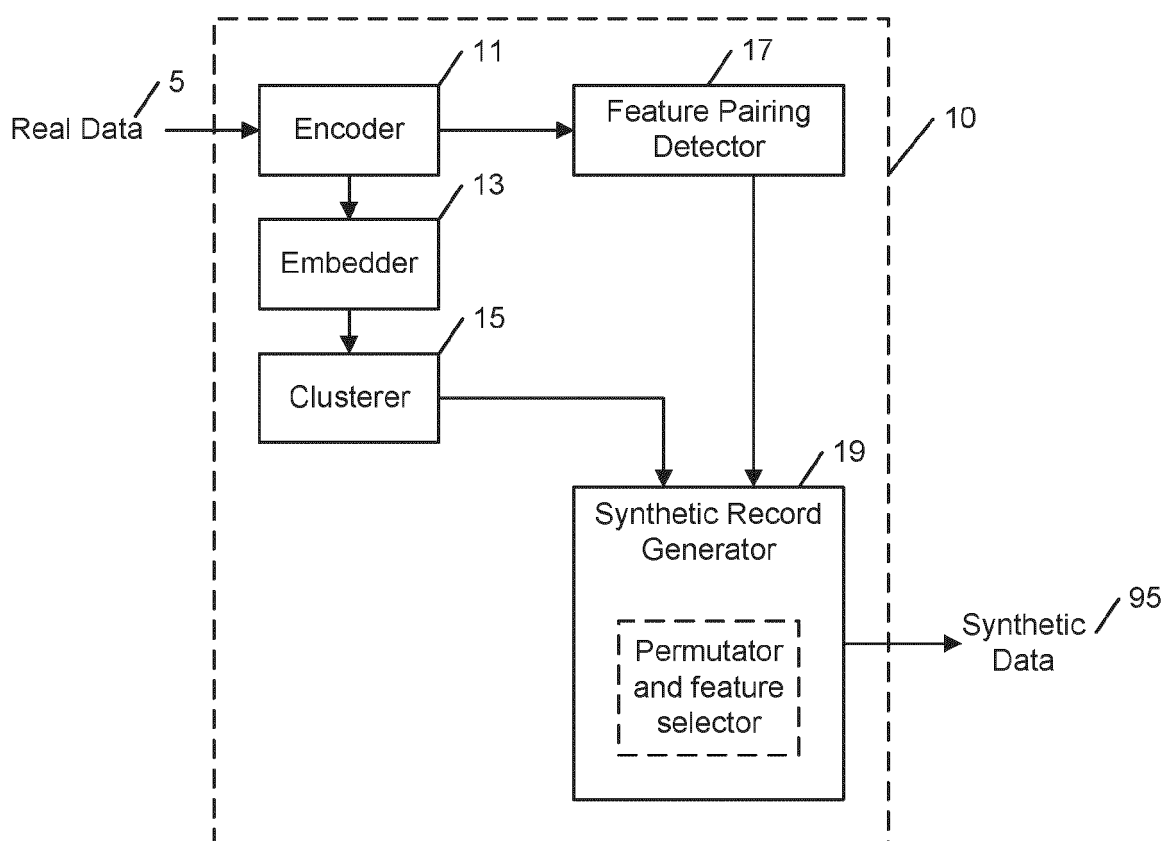 11
17
5
10
Real Data
Encoder
Feature Pairing
Detector
13
Embedder
15
Clusterer
19
Synthetic Record
Generator
95
Synthetic
Data
Permutator
and feature
selector